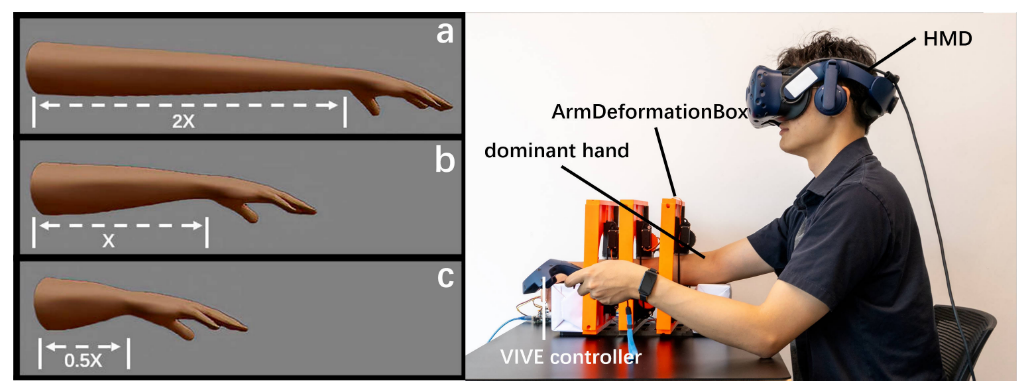 a
2X
b
X
c
0.5X
HMD
ArmDeformationBox
dominant hand
VIVE controller